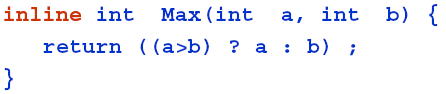 inline int  Max(int  a, int  b) {
   return ((a>b) ? a : b) ;
}